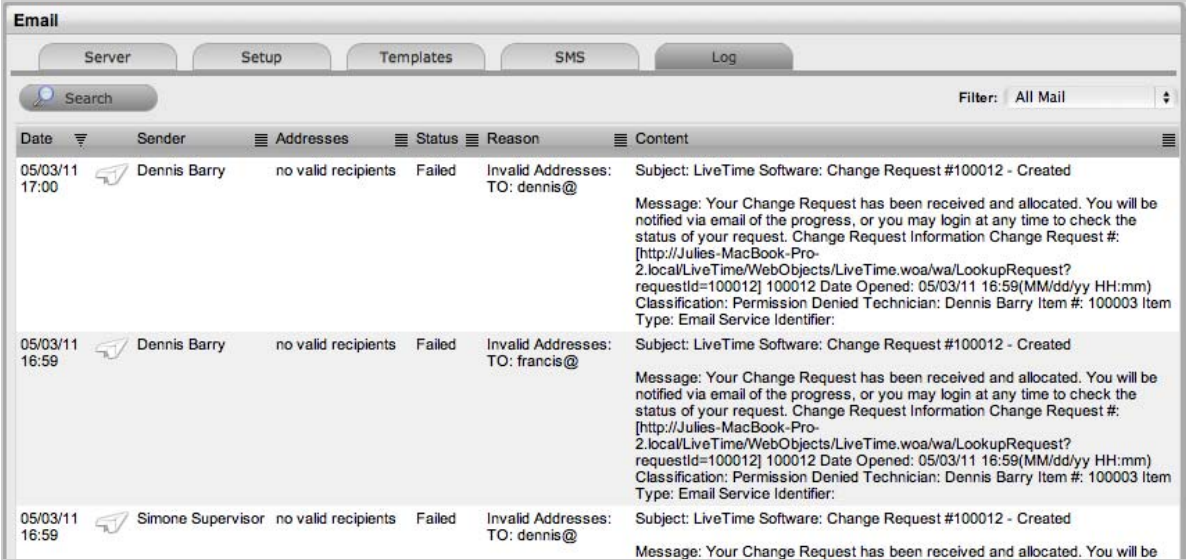 Email
Server Setup Templates SMS Log
Search Filter: All Mail
Date Sender Addresses Status Reason Content
05/03/11 Dennis Barry no valid recipients Failed Invalid Addresses: Subject: LiveTime Software: Change Request #100012 - Created
17:00 TO: dennis@
Message: Your Change Request has been received and allocated. You will be
notified via email of the progress, or you may login at any time to check the
status of your request. Change Request Information Change Request #:
[http://Julies-MacBook-Pro-
2.local/LiveTime/WebObjects/LiveTime.woa/wa/LookupRequest?
requestId=100012] 100012 Date Opened: 05/03/11 16:59(MM/dd/yy HH:mm)
Classification: Permission Denied Technician: Dennis Barry Item #: 100003 Item
Type: Email Service Identifier:
05/03/11 Dennis Barry no valid recipients Failed Invalid Addresses: Subject: LiveTime Software: Change Request #100012 - Created
16:59 TO: francis@
Message: Your Change Request has been received and allocated. You will be
notified via email of the progress, or you may login at any time to check the
status of your request. Change Request Information Change Request #:
[http://Julies-MacBook-Pro-
2.local/LiveTime/WebObjects/LiveTime.woa/wa/LookupRequest?
requestId=100012] 100012 Date Opened: 05/03/11 16:59(MM/dd/yy HH:mm)
Classification: Permission Denied Technician: Dennis Barry Item #: 100003 Item
Type: Email Service Identifier:
05/03/11 Simone Supervisor no valid recipients Failed Invalid Addresses: Subject: LiveTime Software: Change Request #100012 - Created
16:59 TO: dennis@
Message: Your Change Request has been received and allocated. You will be